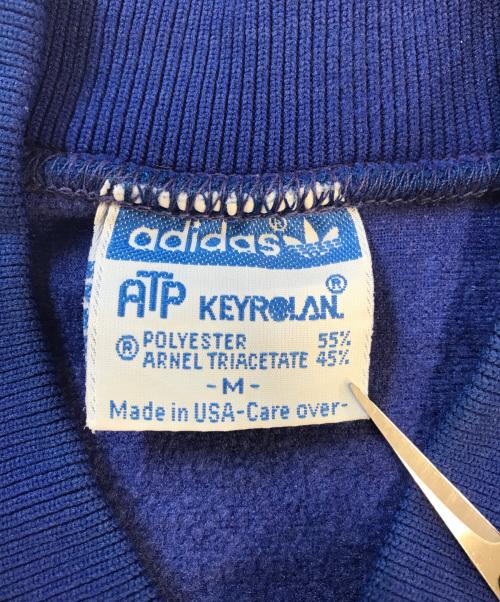 adidas®
ATP KEYROLAN®
® POLYESTER 55%
ARNEL TRIACETATE 45%
- M -
Made in USA-Care over-